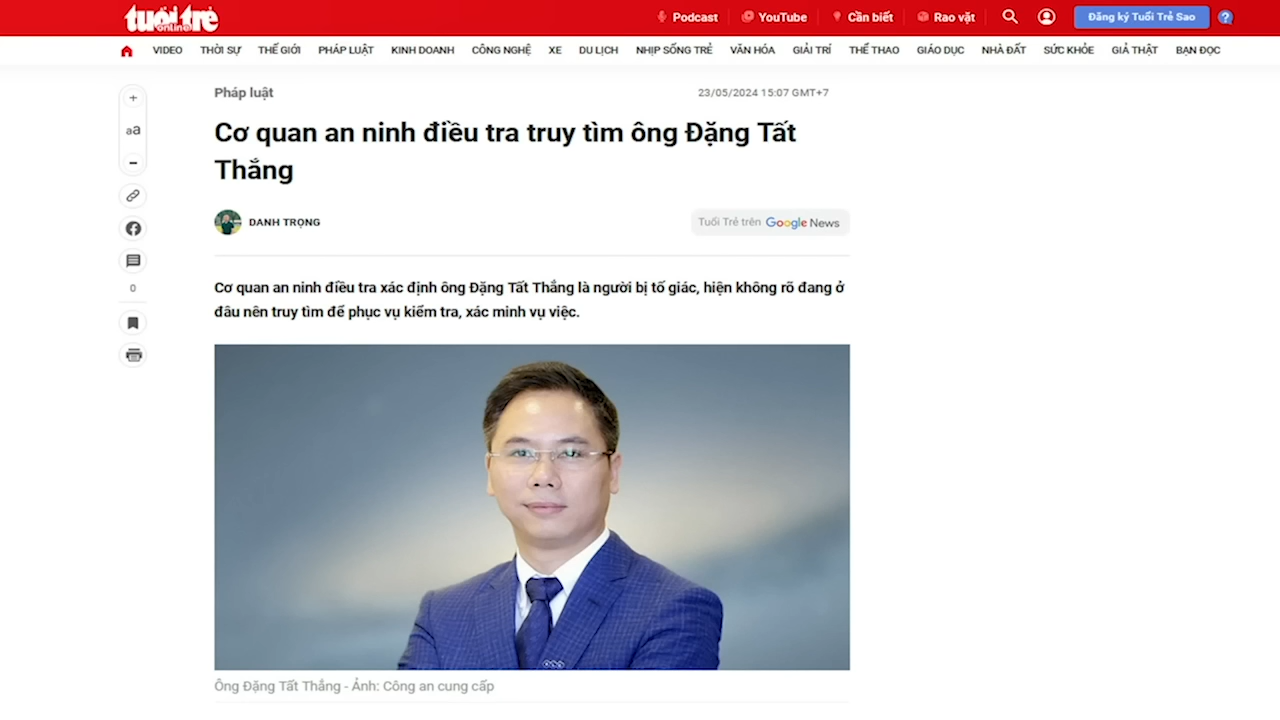 tuổi trẻ
online
Podcast
YouTube
Cần biết
Rao vặt
Đăng ký Tuổi Trẻ Sao
?
VIDEO
THỜI SỰ
THẾ GIỚI
PHÁP LUẬT
KINH DOANH
CÔNG NGHỆ
XE
DU LỊCH
NHỊP SỐNG TRẺ
VĂN HÓA
GIẢI TRÍ
THỂ THAO
GIÁO DỤC
NHÀ ĐẤT
SỨC KHỎE
GIẢ THẬT
BẠN ĐỌC
+
aa
-
0
Pháp luật
23/05/2024 15:07 GMT+7
Cơ quan an ninh điều tra truy tìm ông Đặng Tất
Thắng
DANH TRỌNG
Tuổi Trẻ trên Google News
Cơ quan an ninh điều tra xác định ông Đặng Tất Thắng là người bị tố giác, hiện không rõ đang ở
đâu nên truy tìm để phục vụ kiểm tra, xác minh vụ việc.
Ông Đặng Tất Thắng - Ảnh: Công an cung cấp